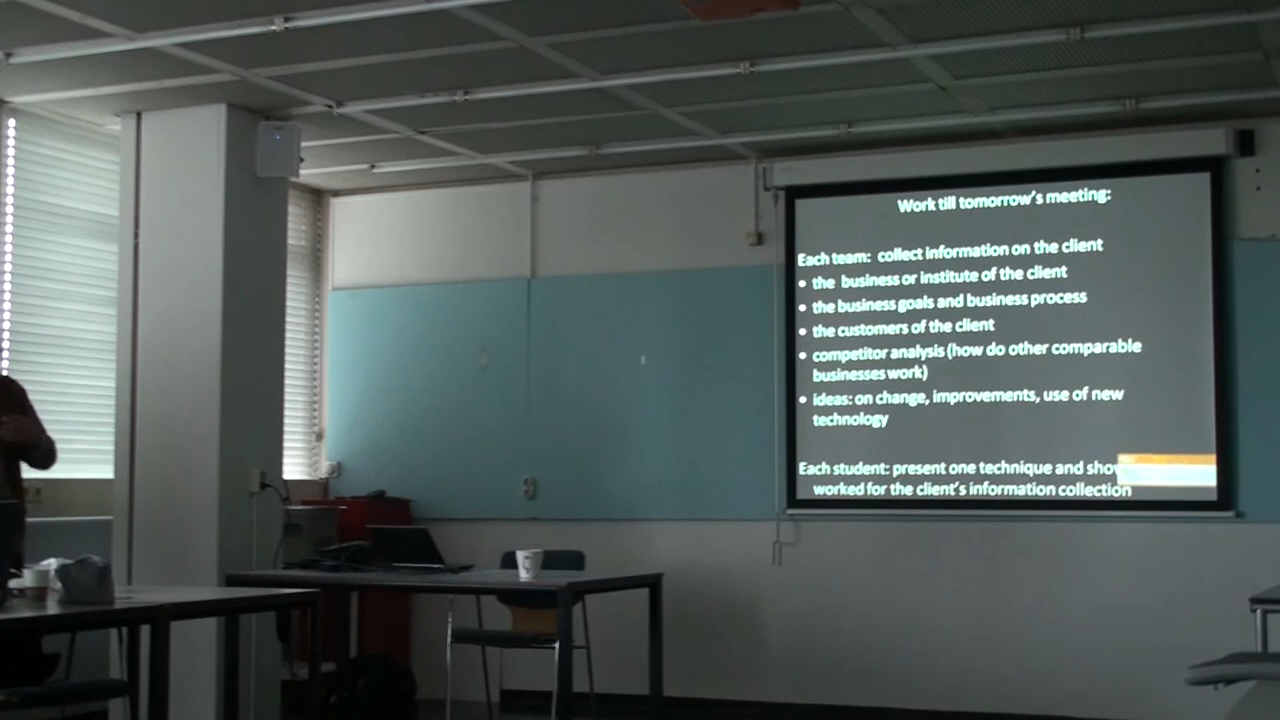 Work till tomorrow's meeting:
Each team: collect information on the client
• the business or institute of the client
• the business goals and business process
• the customers of the client
• competitor analysis (how do other comparable
businesses work)
• ideas: on change, improvements, use of new
technology
Each student: present one technique and
worked for the client's information collection